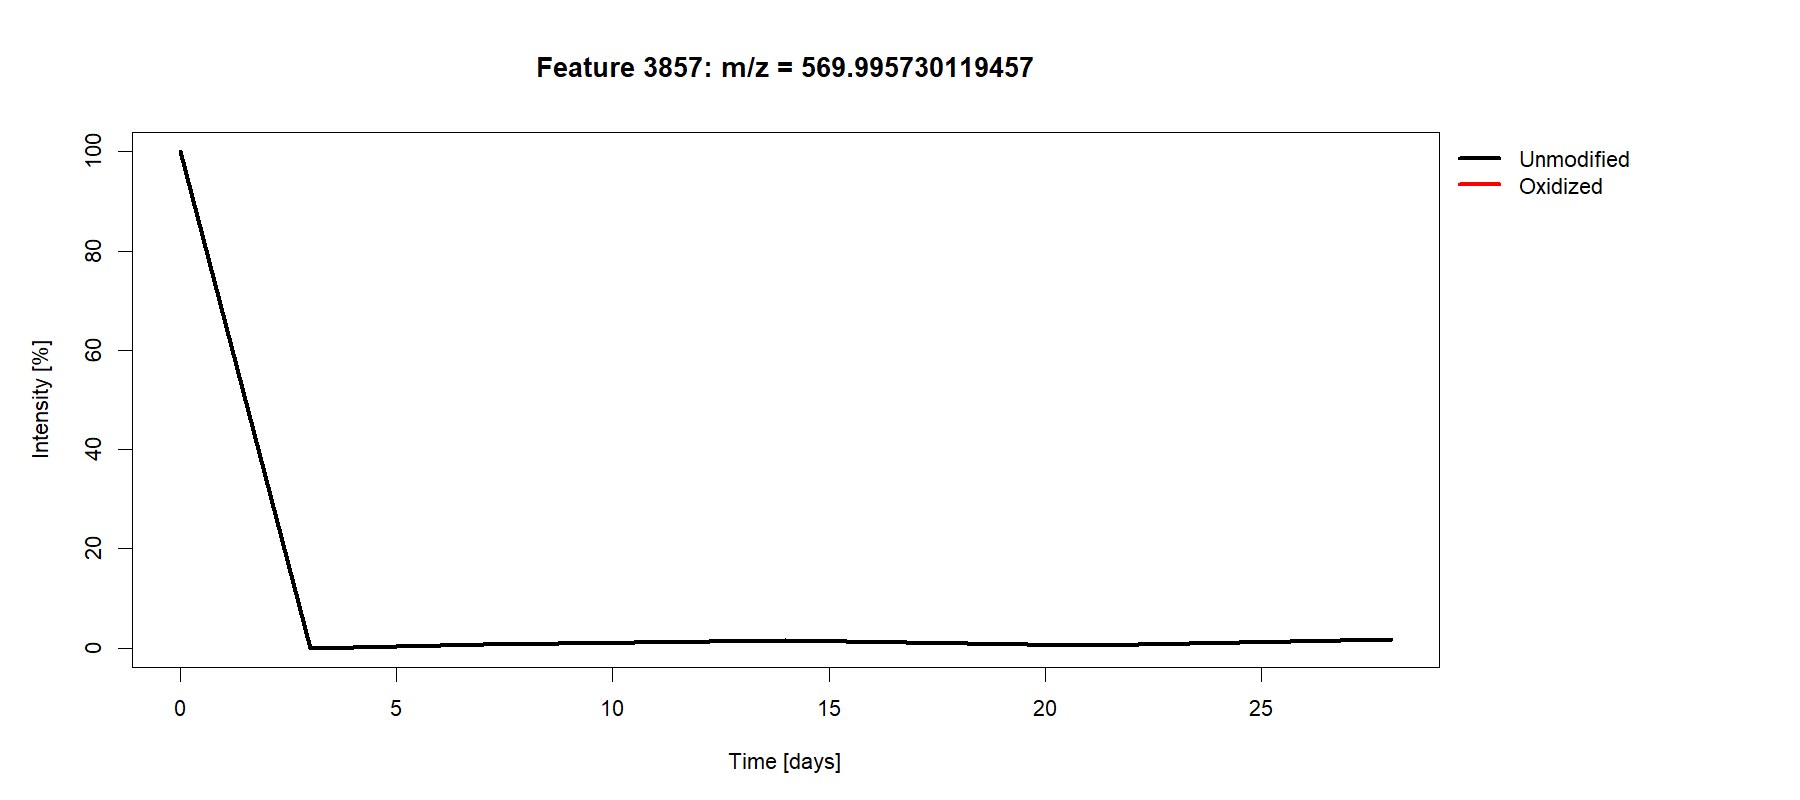 Feature 3857: m/z = 569.995730119457
Unmodified
Oxidized
Intensity [%]
100
80
60
40
20
0
0 5 10 15 20 25
Time [days]